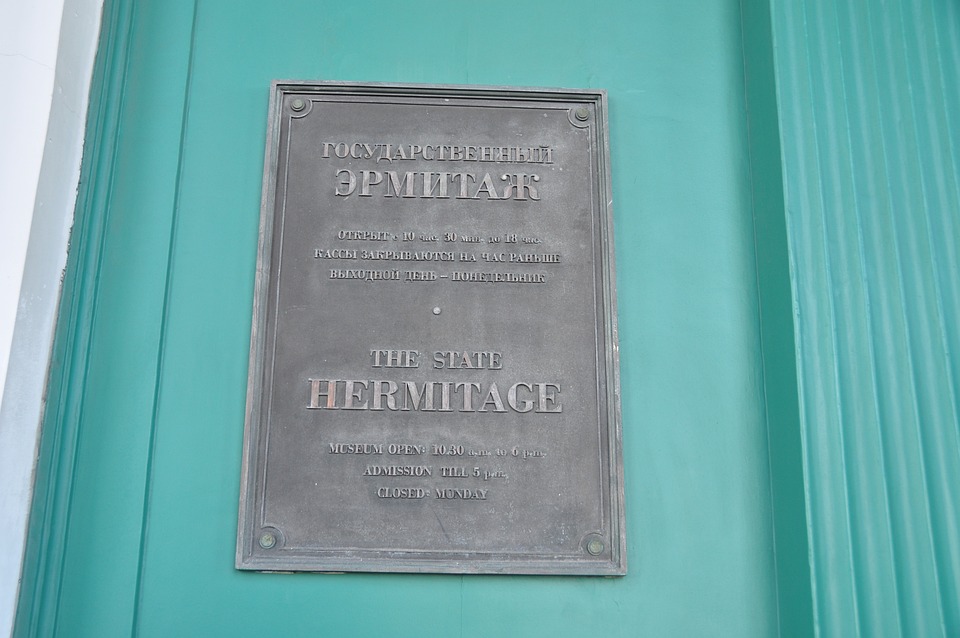 ГОСУДАРСТВЕННЫЙ
ЭРМИТАЖ
ОТКРЫТ с 10 час. 30 мин. до 18 час.
КАССЫ ЗАКРЫВАЮТСЯ НА ЧАС РАНЬШЕ
ВЫХОДНОЙ ДЕНЬ – ПОНЕДЕЛЬНИК
THE STATE
HERMITAGE
MUSEUM OPEN: 10.30 a.m. to 6 p.m.
ADMISSION TILL 5 p.m.
CLOSED: MUNDAY